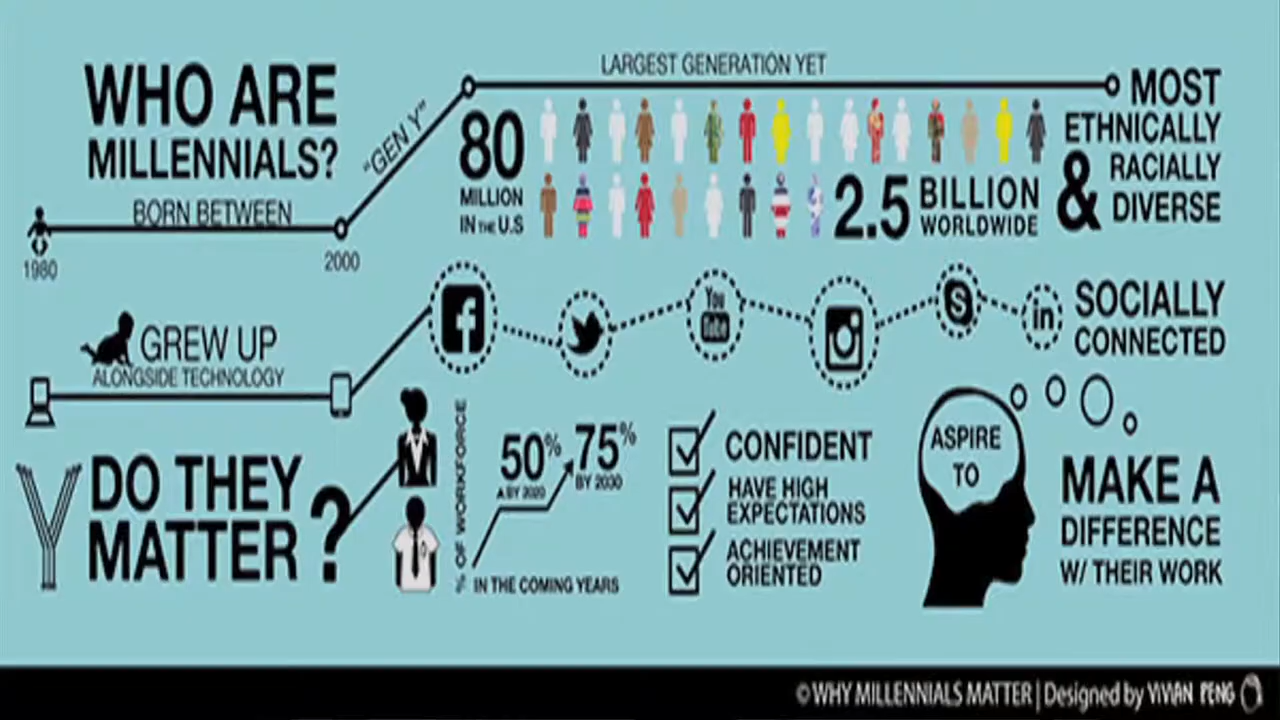 WHO ARE
MILLENNIALS?
BORN BETWEEN
1980
2000
"GEN Y"
LARGEST GENERATION YET
80
MILLION
IN THE U.S
2.5 BILLION
WORLDWIDE
MOST
ETHNICALLY
& RACIALLY
DIVERSE
GREW UP
ALONGSIDE TECHNOLOGY
f
You
Tube
S
in
SOCIALLY
CONNECTED
Y DO THEY
MATTER?
% OF WORKFORCE
50%
BY 2020
75%
BY 2030
IN THE COMING YEARS
CONFIDENT
HAVE HIGH
EXPECTATIONS
ACHIEVEMENT
ORIENTED
ASPIRE
TO
MAKE A
DIFFERENCE
W/ THEIR WORK
© WHY MILLENNIALS MATTER | Designed by VIVIAN PENG